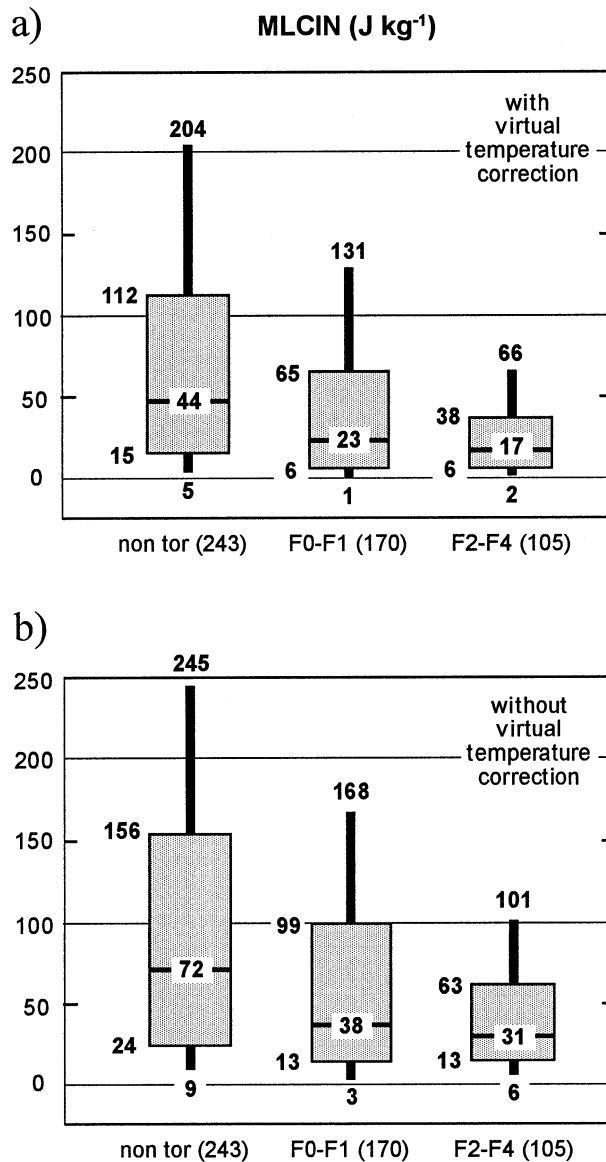 a)
MLCIN (J kg⁻¹)
250
200
150
100
50
0
with
virtual
temperature
correction
204
112
44
15
5
131
65
23
6
1
66
38
17
6
2
non tor (243)
F0-F1 (170)
F2-F4 (105)
b)
250
200
150
100
50
0
without
virtual
temperature
correction
245
156
72
24
9
168
99
38
13
3
101
63
31
13
6
non tor (243)
F0-F1 (170)
F2-F4 (105)